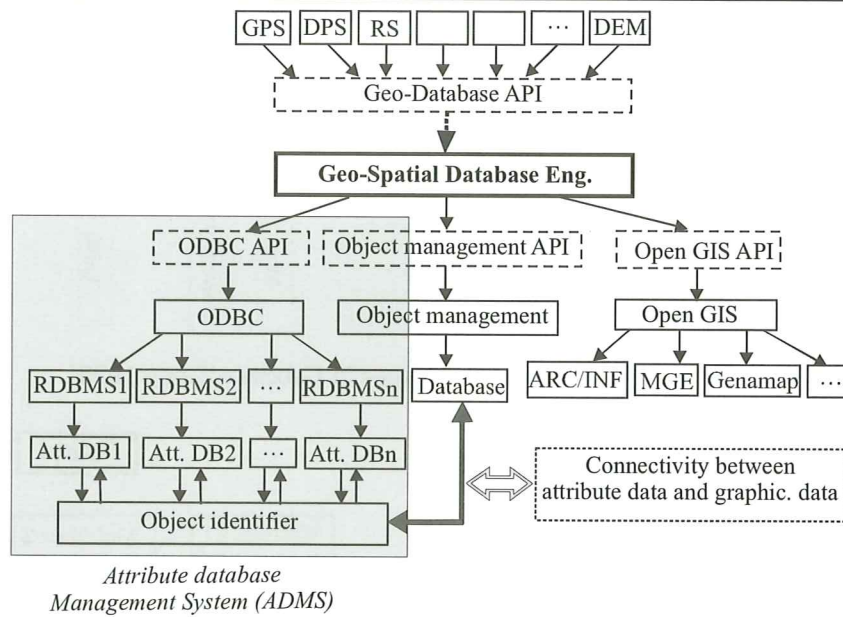 GPS DPS RS ... DEM
Geo-Database API
Geo-Spatial Database Eng.
ODBC API Object management API Open GIS API
ODBC Object management Open GIS
RDBMS1 RDBMS2 ... RDBMSn Database ARC/INF MGE Genamap ...
Att. DB1 Att. DB2 ... Att. DBn
Connectivity between
attribute data and graphic. data
Object identifier
Attribute database
Management System (ADMS)